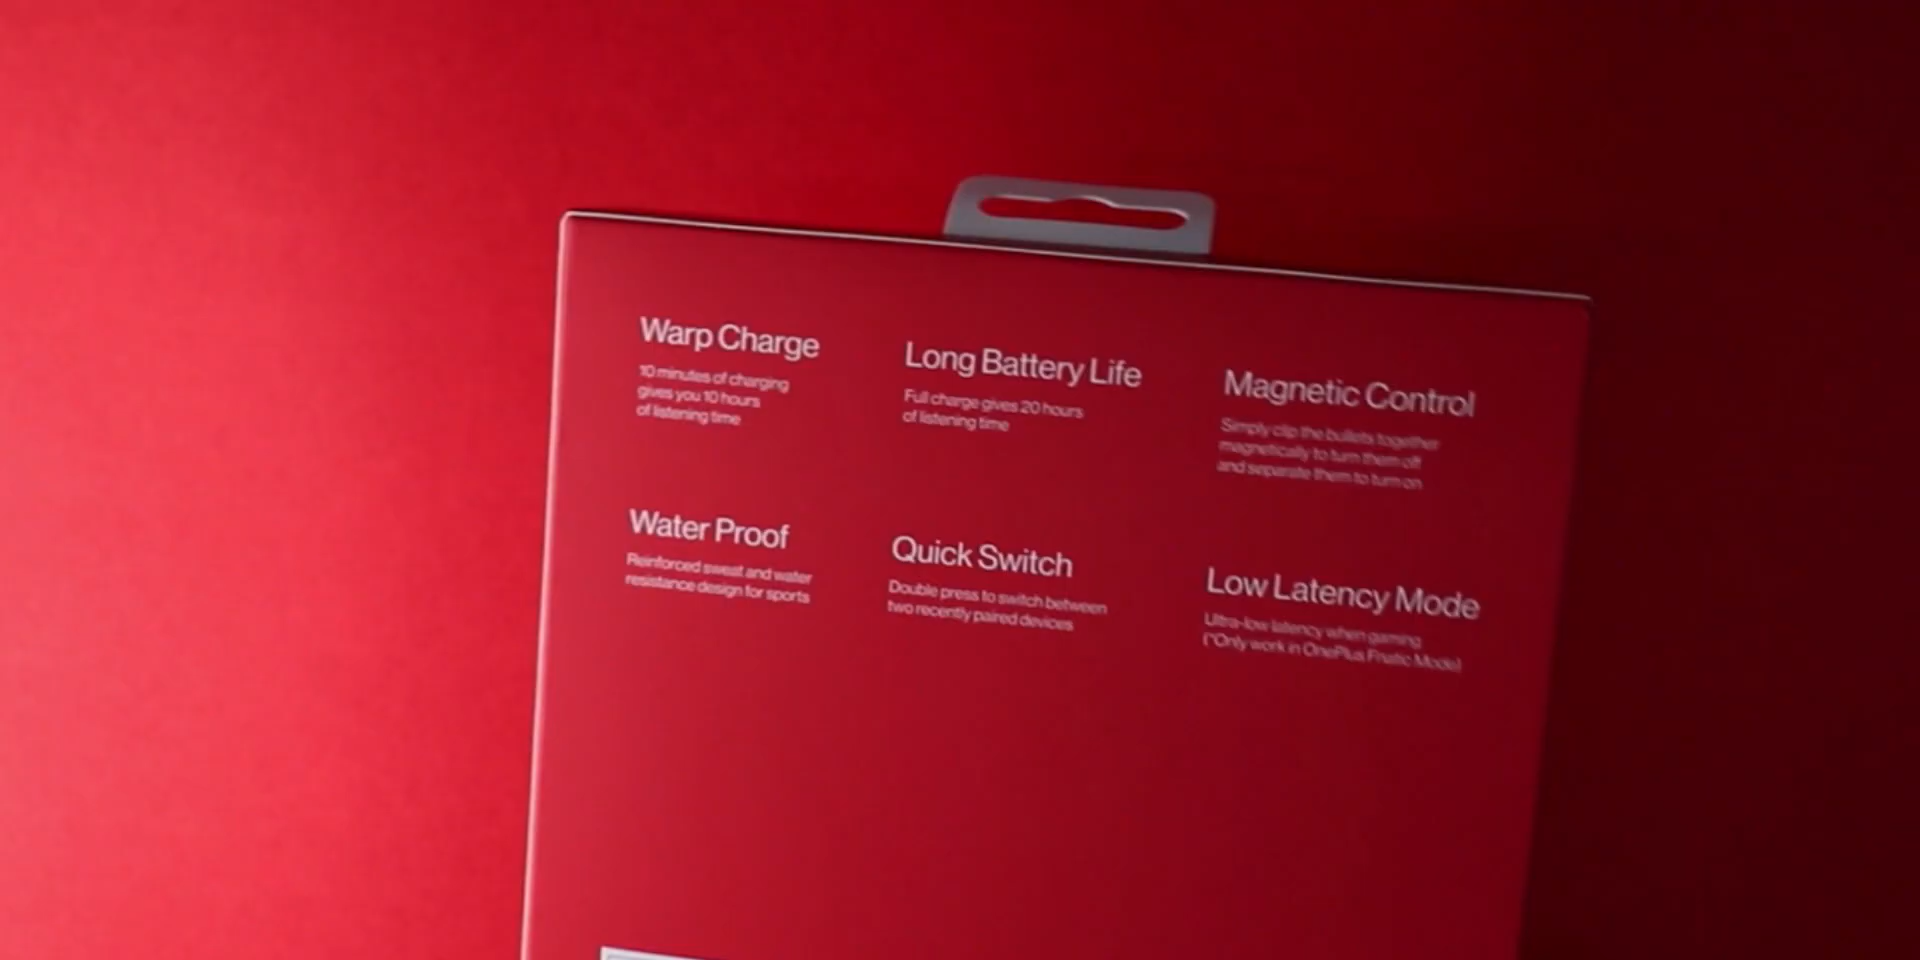 Warp Charge
10 minutes of charging
gives you 10 hours
of listening time
Long Battery Life
Full charge gives 20 hours
of listening time
Magnetic Control
Simply clip the bullets together
magnetically to turn them off
and separate them to turn on
Water Proof
Reinforced sweat and water
resistance design for sports
Quick Switch
Double press to switch between
two recently paired devices
Low Latency Mode
Ultra-low latency when gaming
(*Only work in OnePlus Fnatic Mode)